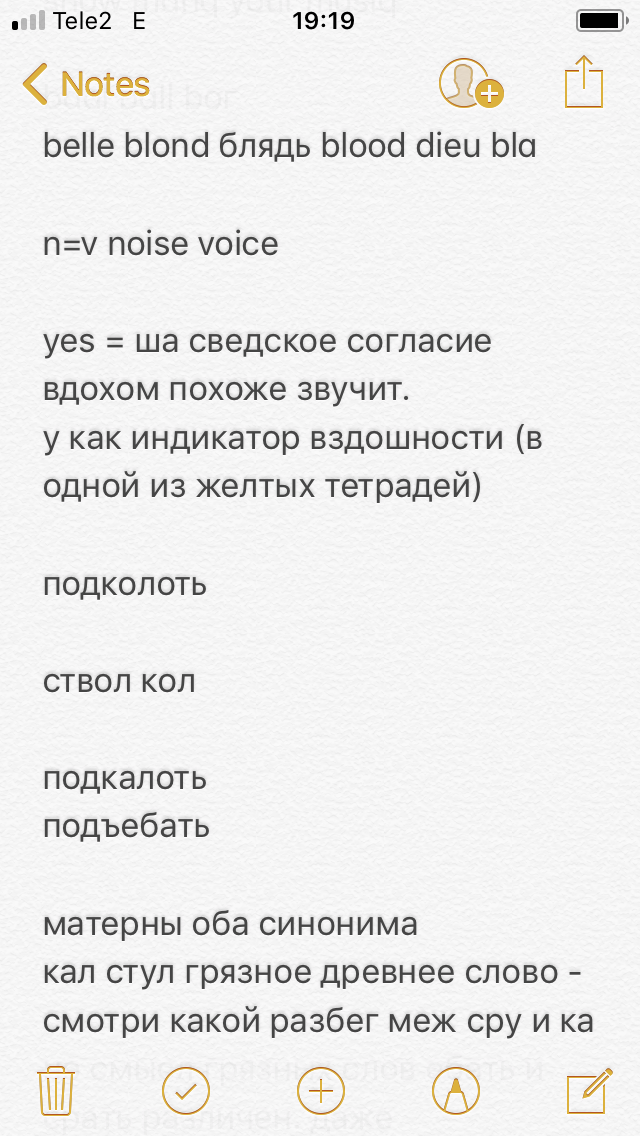 Tele2 E 19:19
Notes
belle blond блядь blood dieu bla
n=v noise voice
yes = ша сведское согласие
вдохом похоже звучит.
у как индикатор вздошности (в
одной из желтых тетрадей)
подколоть
ствол кол
подкалоть
подъебать
матерны оба синонима
кал стул грязное древнее слово -
смотри какой разбег меж сру и ка
смысл грязных слов ебать и
срать различен. даже